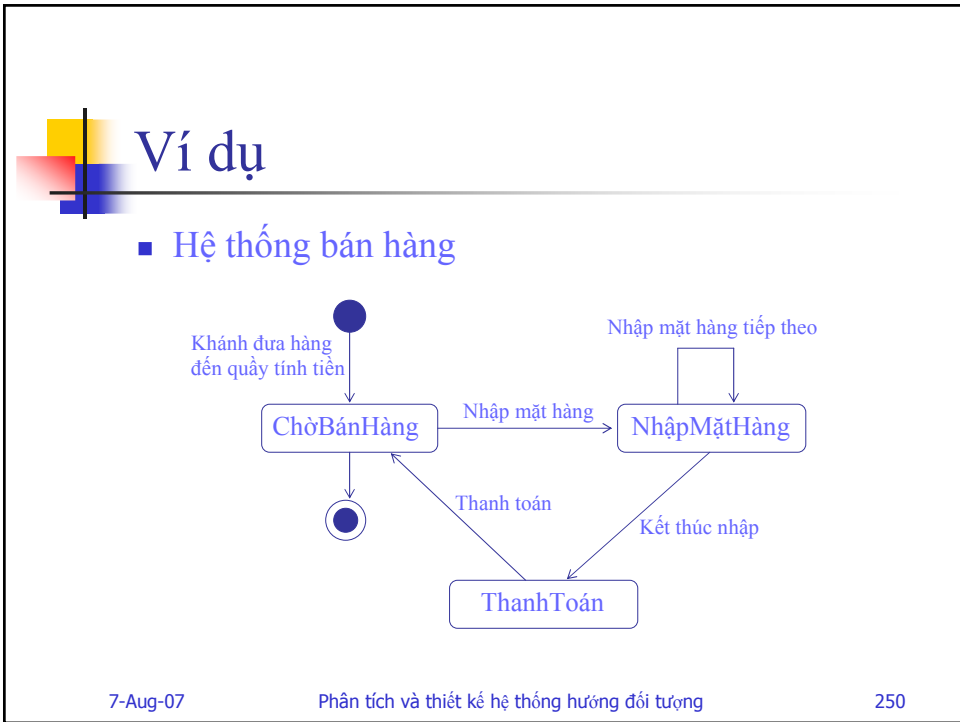 Ví dụ
Hệ thống bán hàng
Khánh đưa hàng
đến quầy tính tiền
Nhập mặt hàng tiếp theo
ChờBánHàng
Nhập mặt hàng
NhậpMặtHàng
Thanh toán
Kết thúc nhập
ThanhToán
7-Aug-07 Phân tích và thiết kế hệ thống hướng đối tượng 250